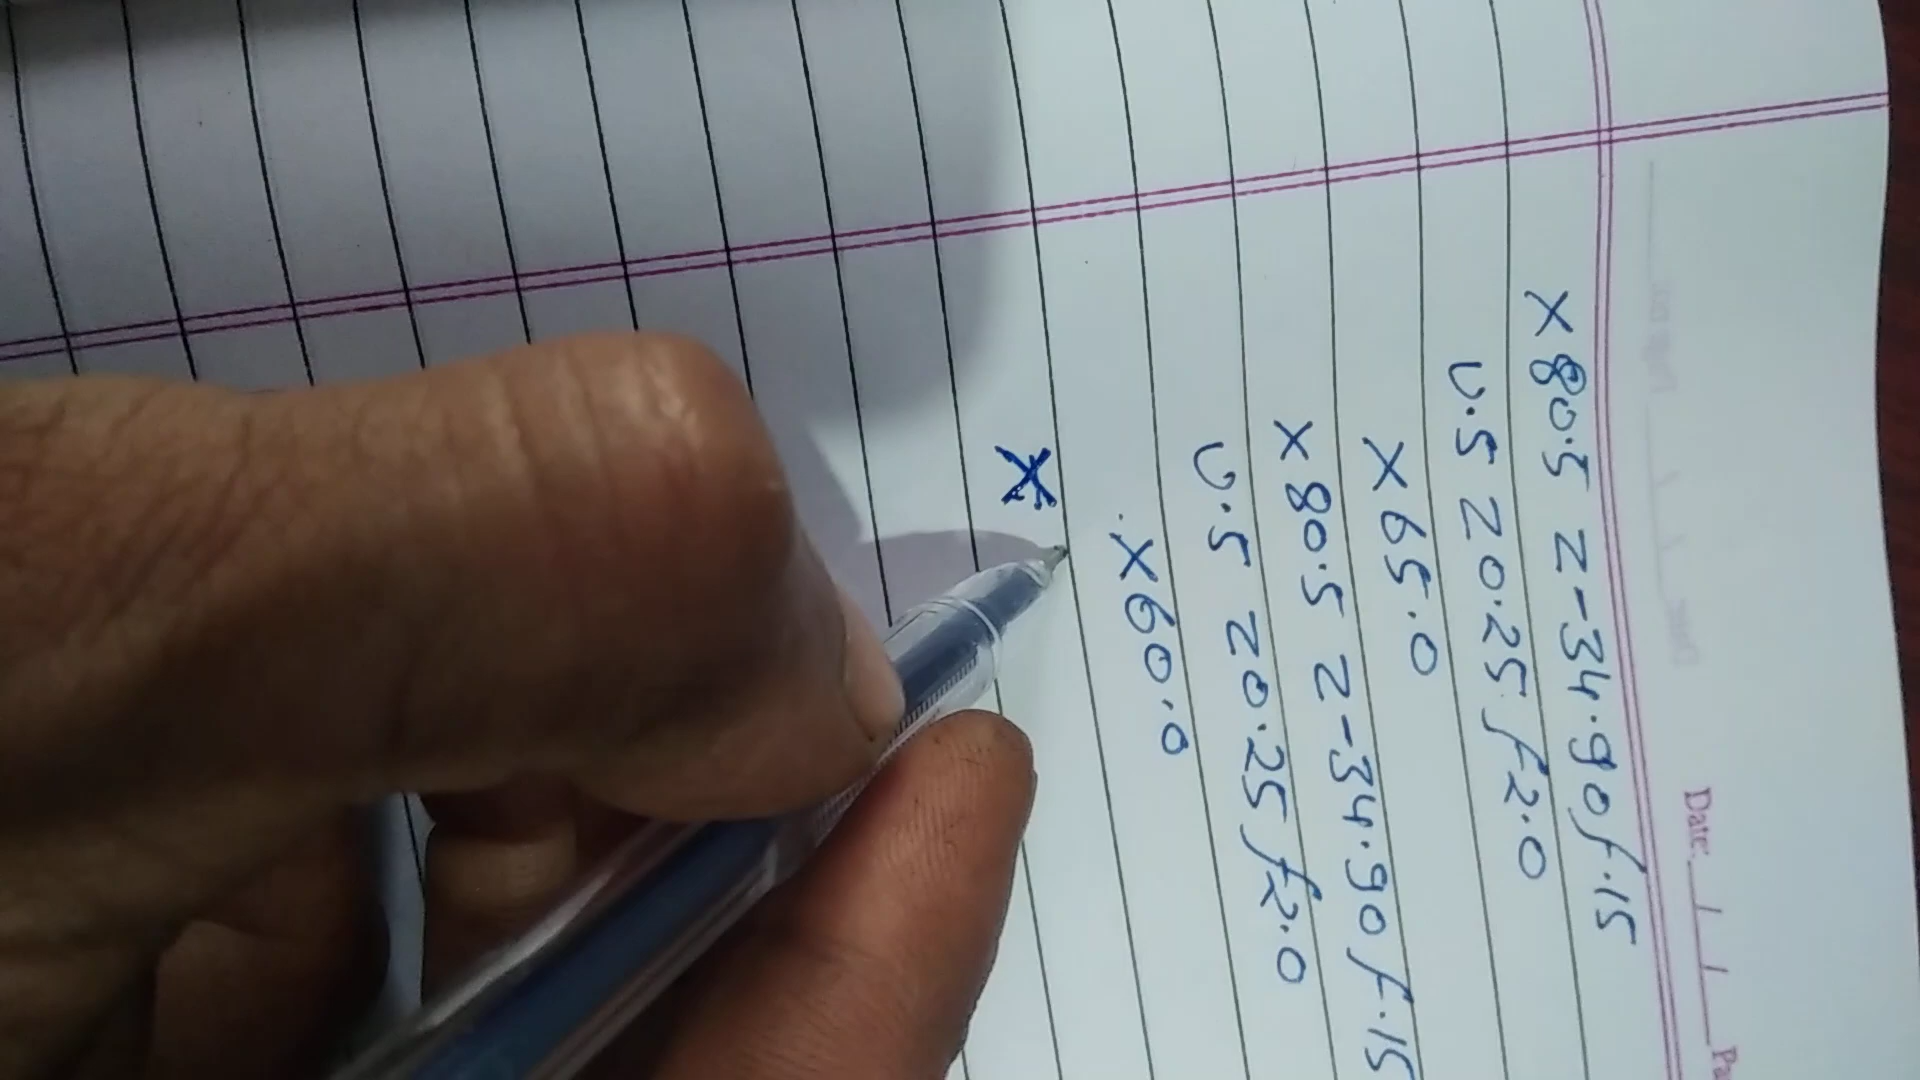 Date: / / Pa
X80.5 Z-34.90 f.15
U.5 Z0.25 f2.0
X65.0
X80.5 Z-34.90 f.15
U.5 Z0.25 f2.0
X60.0
X